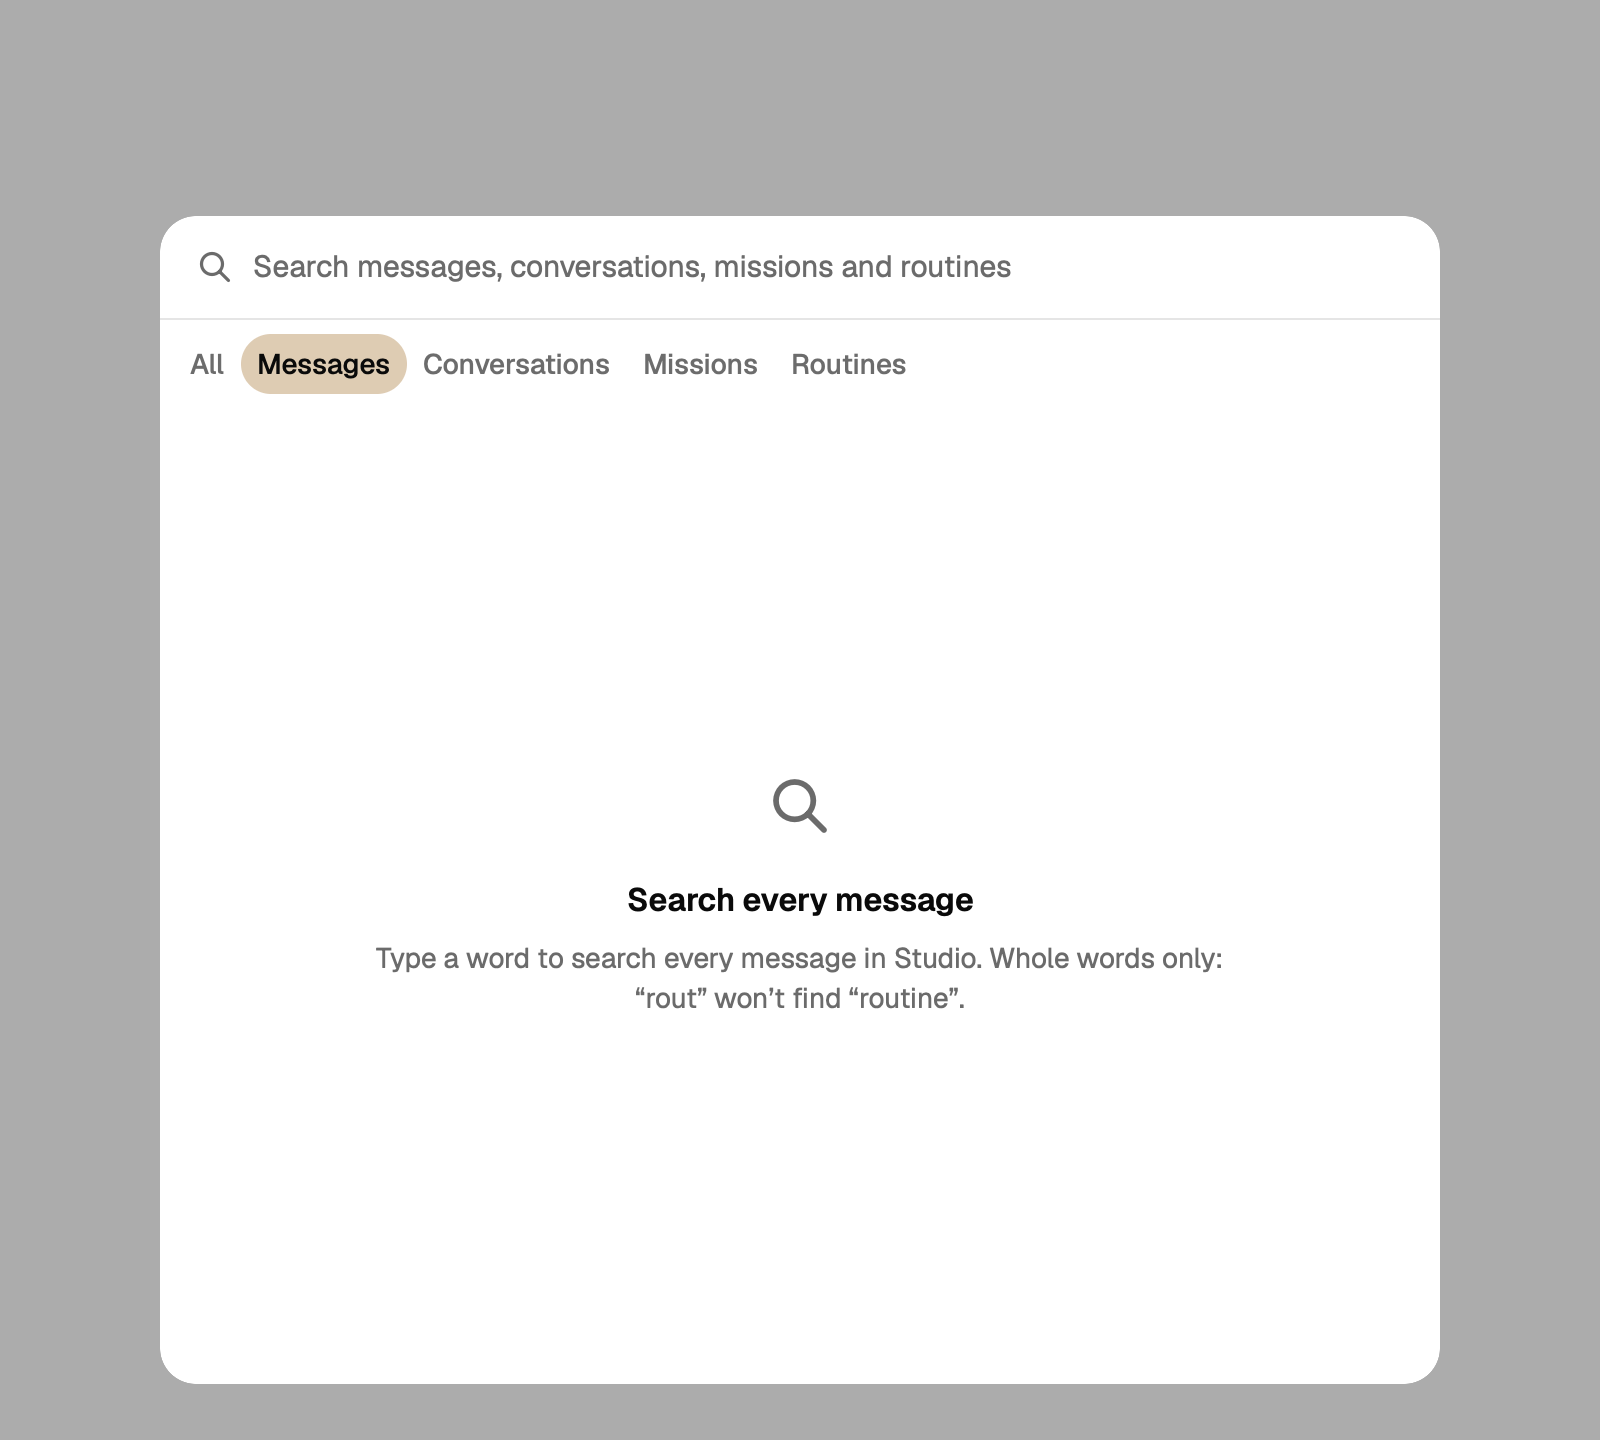 Search messages, conversations, missions and routines
All Messages Conversations Missions Routines
Search every message
Type a word to search every message in Studio. Whole words only:
“rout” won’t find “routine”.